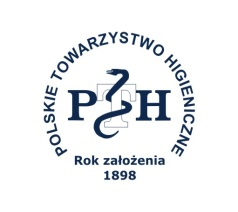 POLSKIE TOWARZYSTWO HIGIENICZNE
PTH
Rok założenia
1898